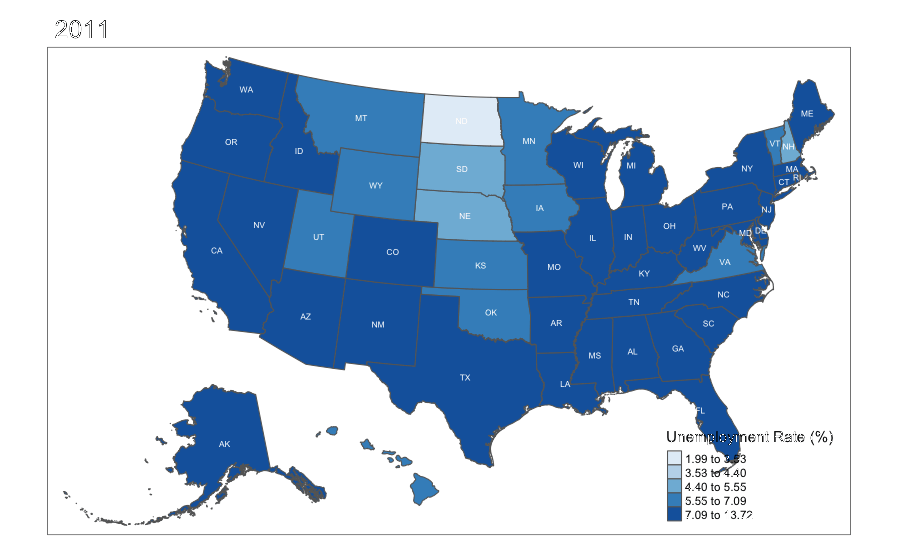 2011
WA
ME
MT
ND
MN
OR
VT
NH
ID
WI
MI
SD
WY
NY
MA
CT
RI
IA
NE
PA
NJ
OH
NV
UT
CO
IL
IN
MD
DE
WV
VA
CA
KS
MO
KY
NC
TN
AZ
NM
OK
AR
SC
MS
AL
GA
TX
LA
FL
AK
Unemployment Rate (%)
1.99 to 3.53
3.53 to 4.40
4.40 to 5.55
5.55 to 7.09
7.09 to 13.72